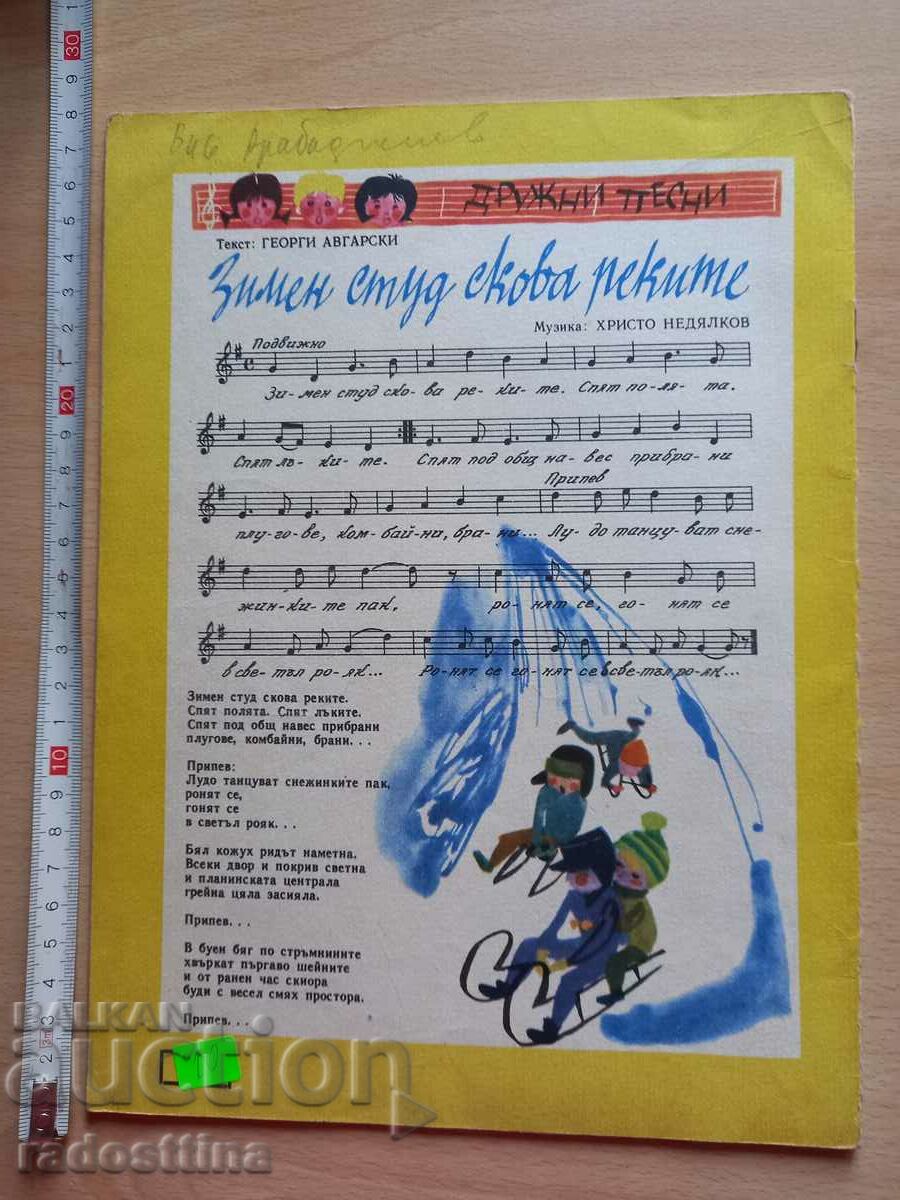 ДРУЖНИ ПЕСНИ
Текст: ГЕОРГИ АВГАРСКИ
Зимен студ скова реките
Музика: ХРИСТО НЕДЯЛКОВ
Подвижно
Зи-мен студ ско-ва ре-ки-те. Спят по-ля-та.
Спят лъ-ки-те. Спят под общ на-вес прибра-ни
Припев
плу-го-ве, ком-бай-ни, бра-ни... Лу-до танцу-ват сне-
жин-ки-те пак, ро-нят се, го-нят се
в све-тъл ро-як... Ро-нят се го-нят се в све-тъл ро-як...
Зимен студ скова реките.
Спят полята. Спят лъките.
Спят под общ навес прибрани
плугове, комбайни, брани. . .
Припев:
Лудо танцуват снежинките пак,
ронят се,
гонят се
в светъл рояк. . .
Бял кожух ридът наметна.
Всеки двор и покрив светна
и планинската централа
грейна цяла засияла.
Припев. . .
В буен бяг по стръмнините
хвъркат пъргаво шейните
и от ранен час скиора
буди с весел смях простора.
Припев. . .
BALKAN
auction
radosttina